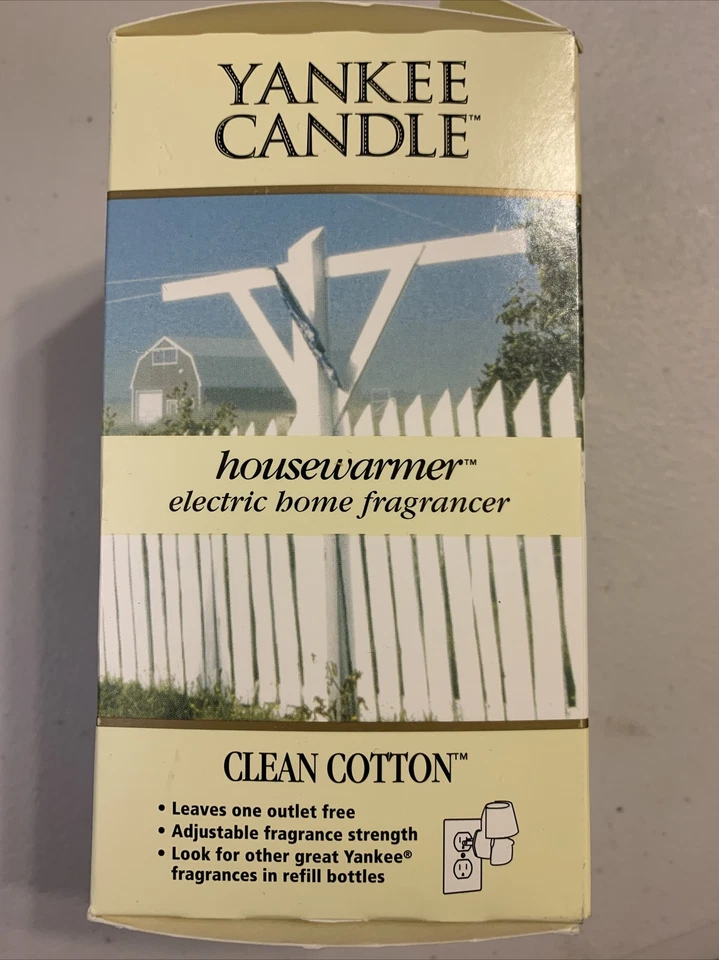 YANKEE
CANDLE™
housewarmer™
electric home fragrancer
CLEAN COTTON™
• Leaves one outlet free
• Adjustable fragrance strength
• Look for other great Yankee®
fragrances in refill bottles